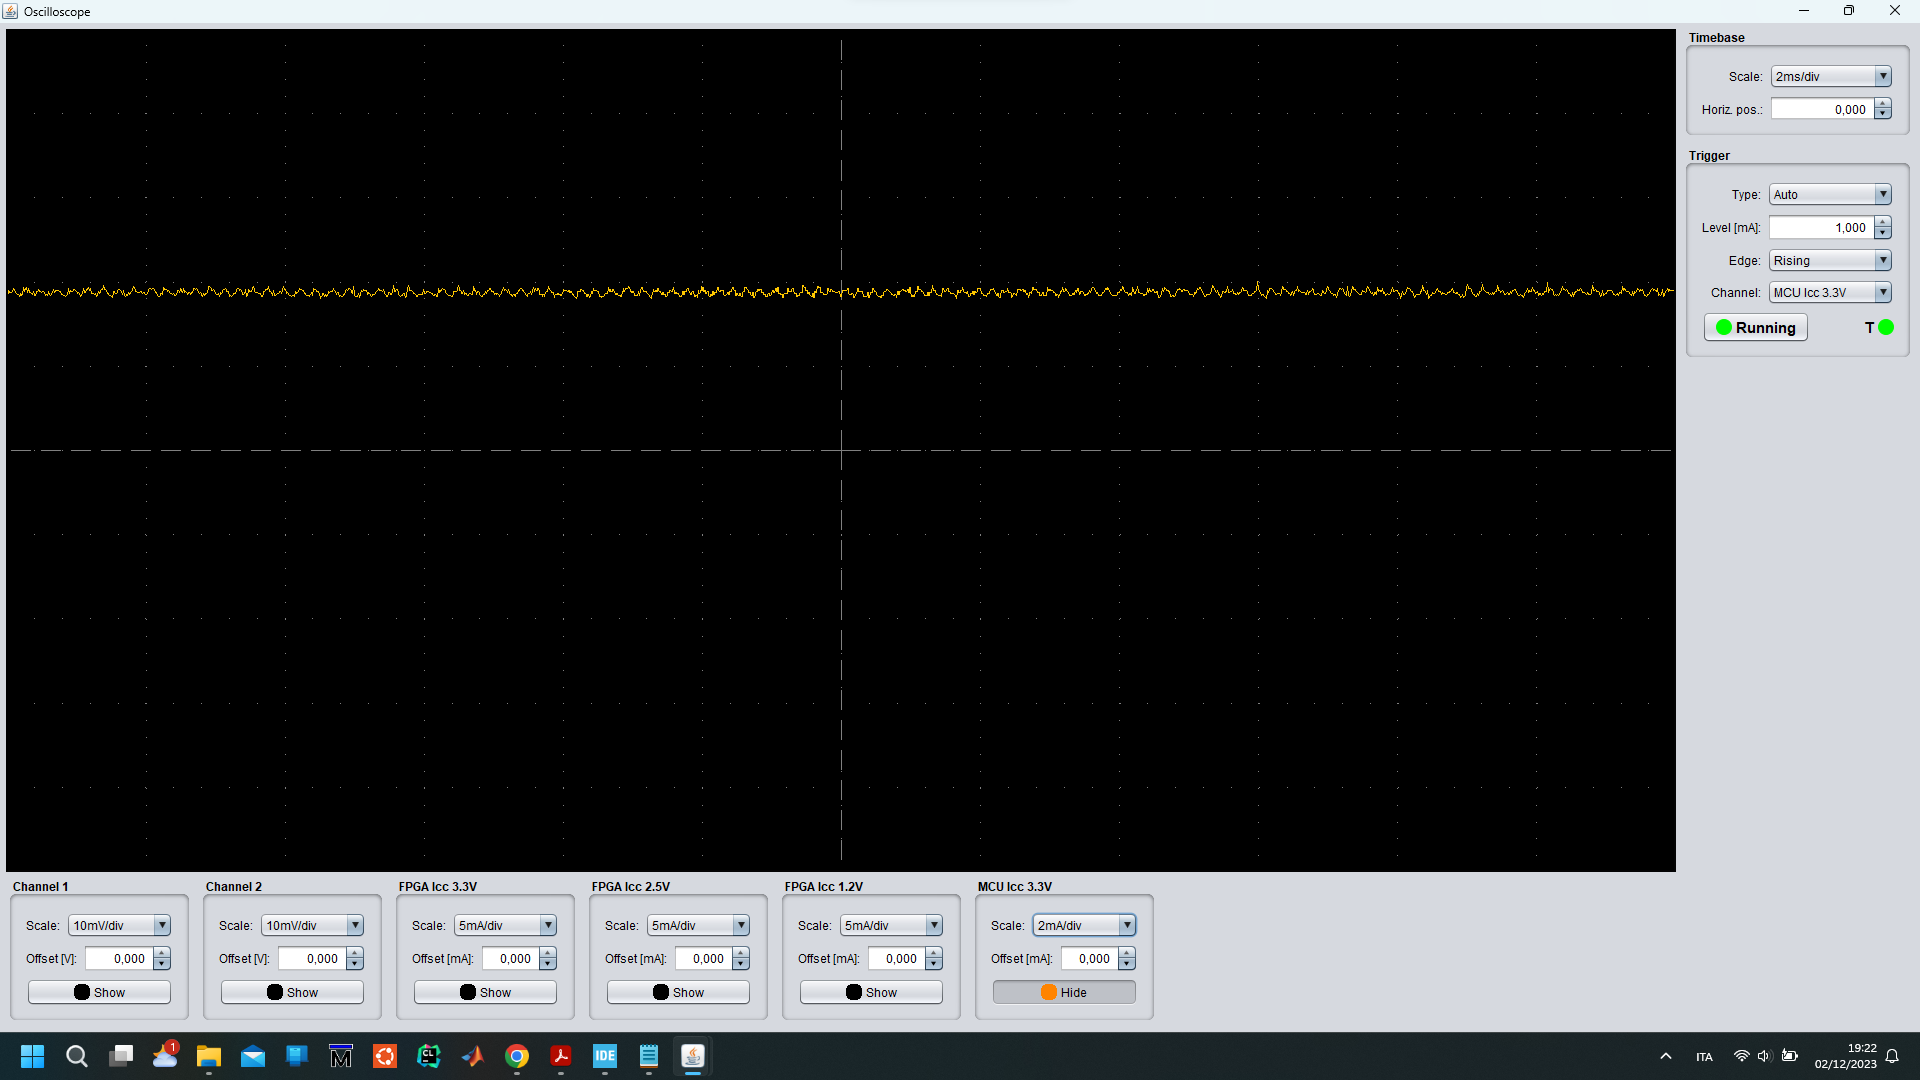 Oscilloscope
Timebase
Scale: 2ms/div
Horiz. pos.: 0,000
Trigger
Type: Auto
Level [mA]: 1,000
Edge: Rising
Channel: MCU Icc 3.3V
Running T
Channel 1
Scale: 10mV/div
Offset [V]: 0,000
Show
Channel 2
Scale: 10mV/div
Offset [V]: 0,000
Show
FPGA Icc 3.3V
Scale: 5mA/div
Offset [mA]: 0,000
Show
FPGA Icc 2.5V
Scale: 5mA/div
Offset [mA]: 0,000
Show
FPGA Icc 1.2V
Scale: 5mA/div
Offset [mA]: 0,000
Show
MCU Icc 3.3V
Scale: 2mA/div
Offset [mA]: 0,000
Hide
1
M
CL
IDE
ITA
19:22
02/12/2023